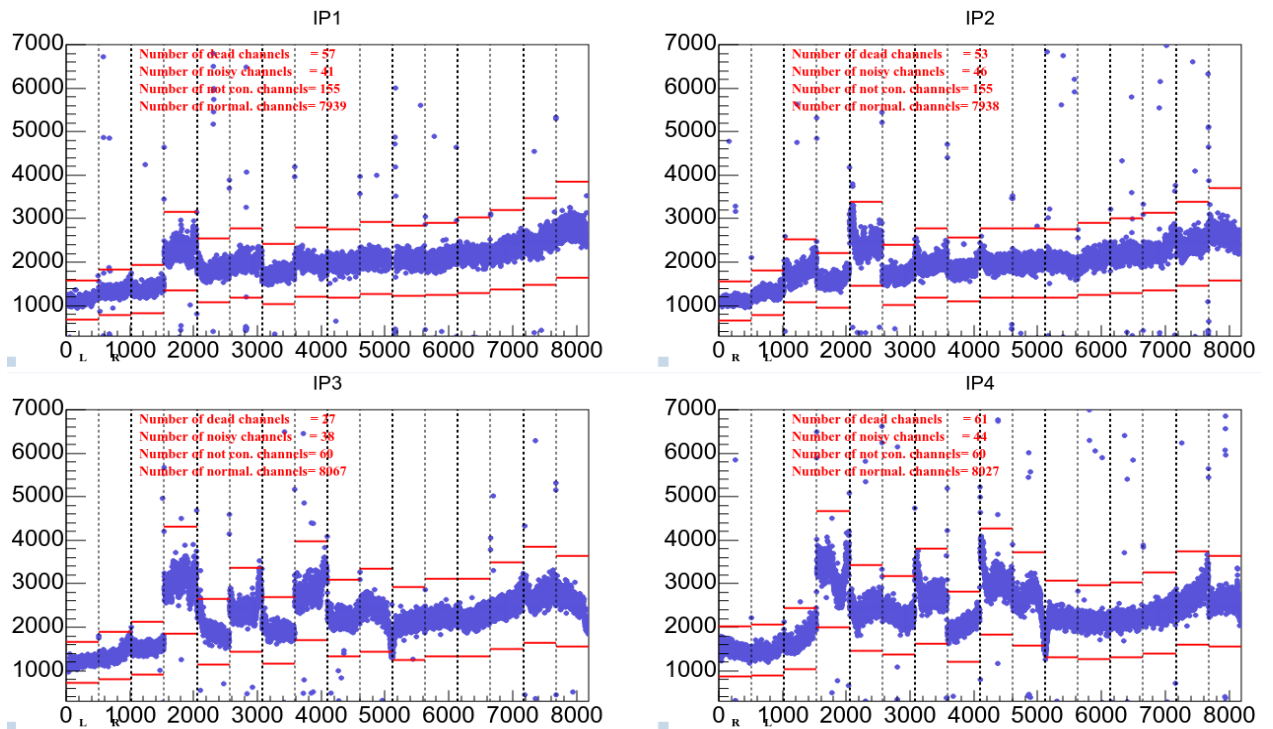 IP1
7000
6000
5000
4000
3000
2000
1000
Number of dead channels = 57
Number of noisy channels = 41
Number of not con. channels= 155
Number of normal. channels= 7939
0 1000 2000 3000 4000 5000 6000 7000 8000
L R
IP2
7000
6000
5000
4000
3000
2000
1000
Number of dead channels = 53
Number of noisy channels = 46
Number of not con. channels= 155
Number of normal. channels= 7938
0 1000 2000 3000 4000 5000 6000 7000 8000
R L
IP3
7000
6000
5000
4000
3000
2000
1000
Number of dead channels = 27
Number of noisy channels = 38
Number of not con. channels= 60
Number of normal. channels= 8067
0 1000 2000 3000 4000 5000 6000 7000 8000
L R
IP4
7000
6000
5000
4000
3000
2000
1000
Number of dead channels = 61
Number of noisy channels = 44
Number of not con. channels= 60
Number of normal. channels= 8027
0 1000 2000 3000 4000 5000 6000 7000 8000
R L